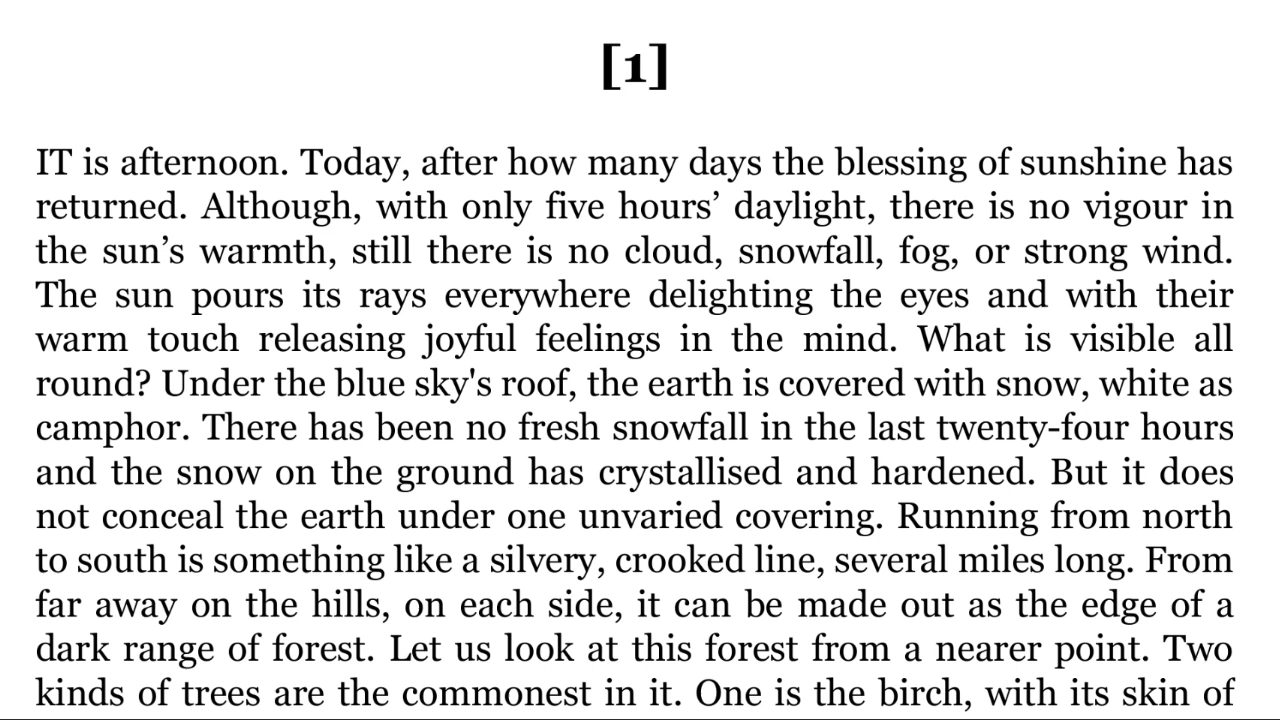 [1]
IT is afternoon. Today, after how many days the blessing of sunshine has
returned. Although, with only five hours’ daylight, there is no vigour in
the sun’s warmth, still there is no cloud, snowfall, fog, or strong wind.
The sun pours its rays everywhere delighting the eyes and with their
warm touch releasing joyful feelings in the mind. What is visible all
round? Under the blue sky's roof, the earth is covered with snow, white as
camphor. There has been no fresh snowfall in the last twenty-four hours
and the snow on the ground has crystallised and hardened. But it does
not conceal the earth under one unvaried covering. Running from north
to south is something like a silvery, crooked line, several miles long. From
far away on the hills, on each side, it can be made out as the edge of a
dark range of forest. Let us look at this forest from a nearer point. Two
kinds of trees are the commonest in it. One is the birch, with its skin of